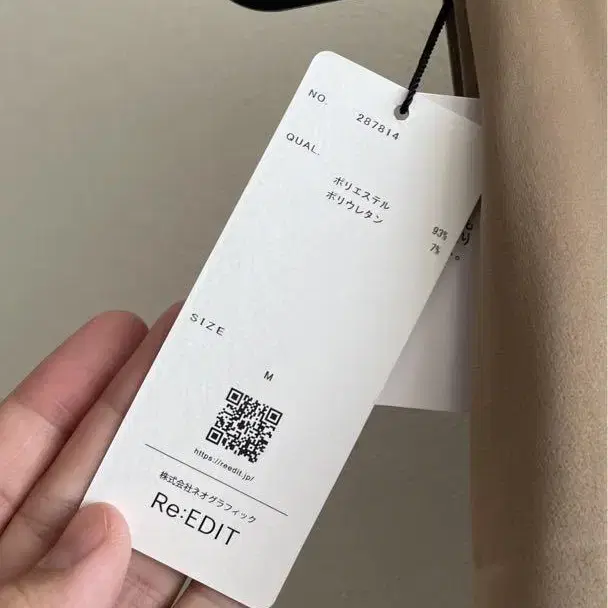 NO.
287814
QUAL.
ポリエステル 93%
ポリウレタン 7%
SIZE
M
https://reedit.jp/
株式会社ネオグラフィック
Re:EDIT